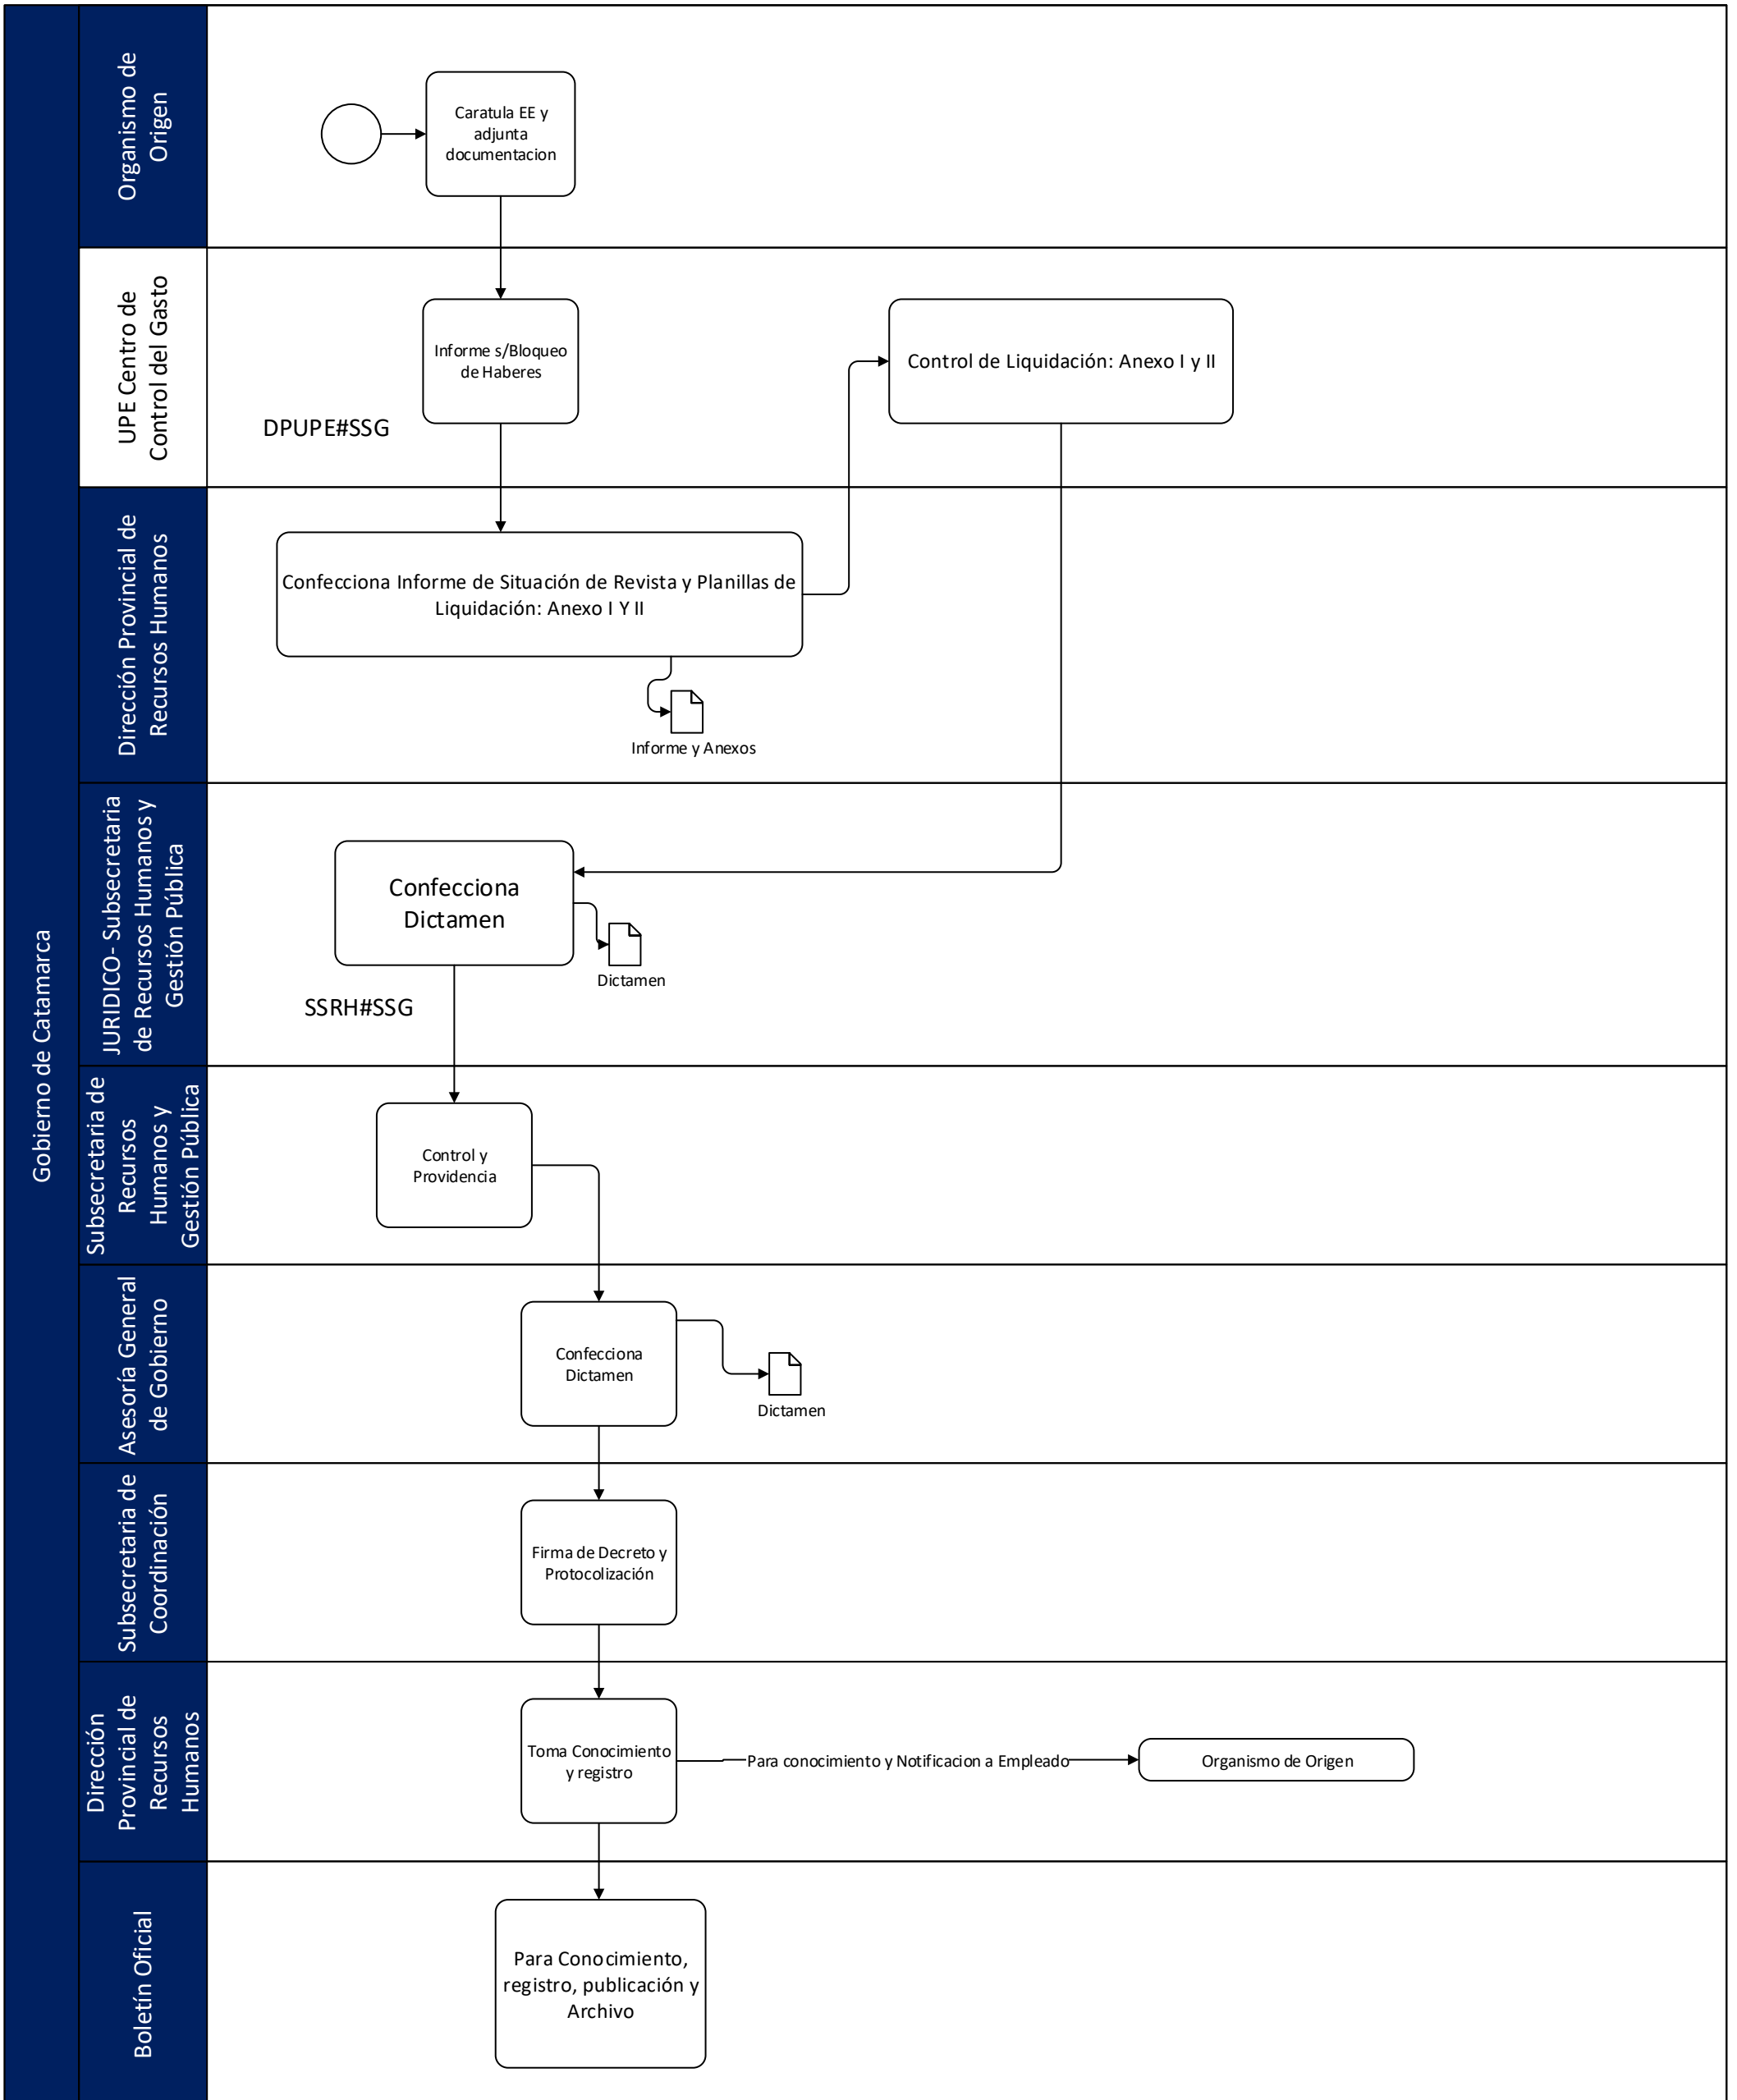 Gobierno de Catamarca
Organismo de
Origen
Caratula EE y
adjunta
documentacion
UPE Centro de
Control del Gasto
Informe s/Bloqueo
de Haberes
DPUPE#SSG
Control de Liquidación: Anexo I y II
Dirección Provincial de
Recursos Humanos
Confecciona Informe de Situación de Revista y Planillas de
Liquidación: Anexo I Y II
Informe y Anexos
JURIDICO- Subsecretaria
de Recursos Humanos y
Gestión Pública
Confecciona
Dictamen
Dictamen
SSRH#SSG
Subsecretaria de
Recursos
Humanos y
Gestión Pública
Control y
Providencia
Asesoría General
de Gobierno
Confecciona
Dictamen
Dictamen
Subsecretaria de
Coordinación
Firma de Decreto y
Protocolización
Dirección
Provincial de
Recursos
Humanos
Toma Conocimiento
y registro
Para conocimiento y Notificacion a Empleado
Organismo de Origen
Boletín Oficial
Para Conocimiento,
registro, publicación y
Archivo